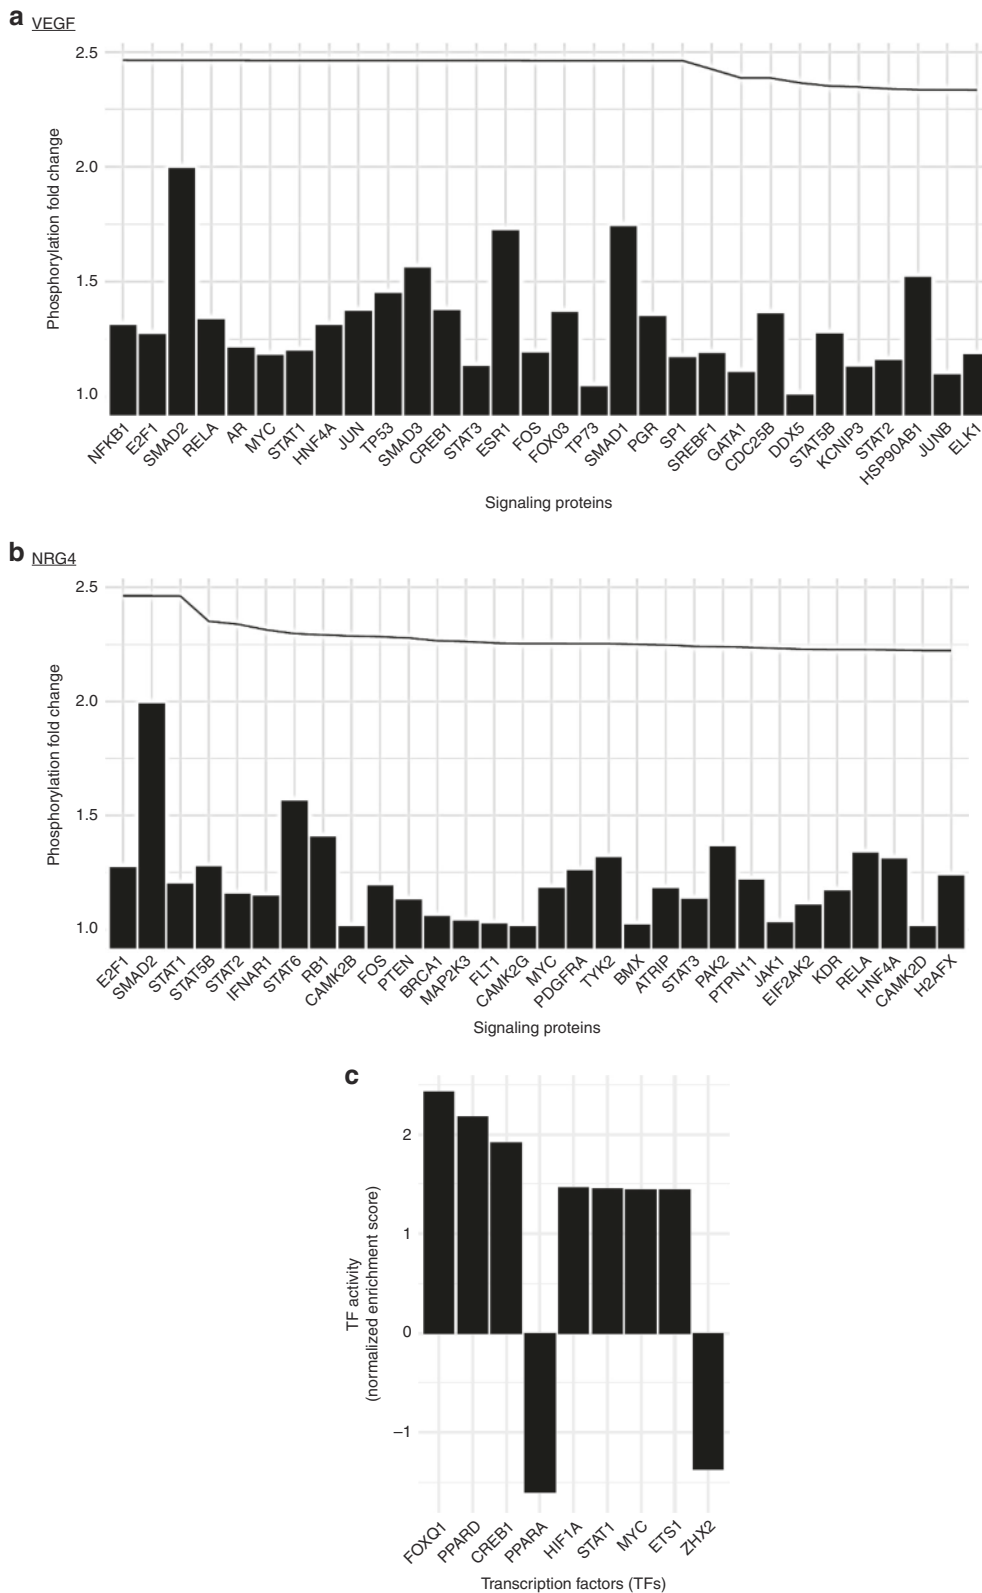 a VEGF
2.5
2.0
1.5
1.0
Phosphorylation fold change
NFKB1 E2F1 SMAD2 RELA AR MYC STAT1 HNF4A JUN TP53 SMAD3 CREB1 STAT3 ESR1 FOS FOX03 TP73 SMAD1 PGR SP1 SREBF1 GATA1 CDC25B DDX5 STAT5B KCNIP3 STAT2 HSP90AB1 JUNB ELK1
Signaling proteins
b NRG4
2.5
2.0
1.5
1.0
Phosphorylation fold change
E2F1 SMAD2 STAT1 STAT5B STAT2 IFNAR1 STAT6 RB1 CAMK2B FOS PTEN BRCA1 MAP2K3 FLT1 CAMK2G MYC PDGFRA TYK2 BMX ATRIP STAT3 PAK2 PTPN11 JAK1 EIF2AK2 KDR RELA HNF4A CAMK2D H2AFX
Signaling proteins
c
2
1
0
−1
TF activity
(normalized enrichment score)
FOXQ1 PPARD CREB1 PPARA HIF1A STAT1 MYC ETS1 ZHX2
Transcription factors (TFs)